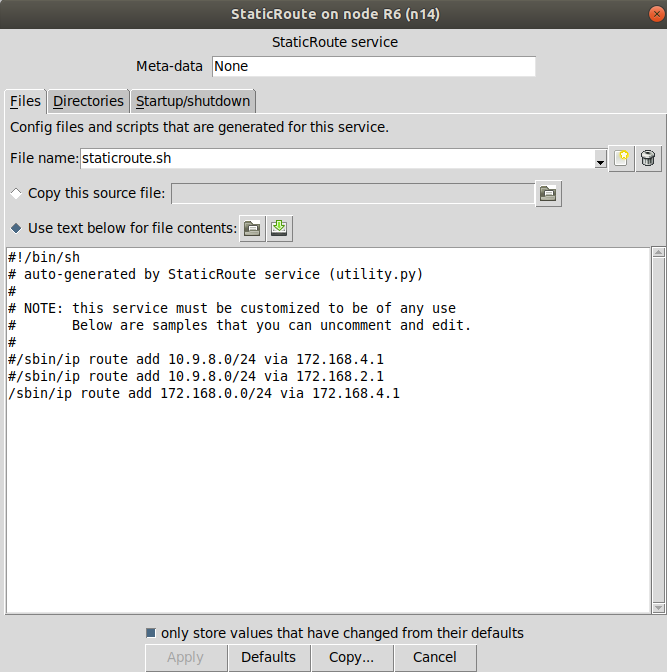 StaticRoute on node R6 (n14)
StaticRoute service
Meta-data None
Files Directories Startup/shutdown
Config files and scripts that are generated for this service.
File name: staticroute.sh
Copy this source file:
Use text below for file contents:
#!/bin/sh
# auto-generated by StaticRoute service (utility.py)
#
# NOTE: this service must be customized to be of any use
#       Below are samples that you can uncomment and edit.
#
#/sbin/ip route add 10.9.8.0/24 via 172.168.4.1
#/sbin/ip route add 10.9.8.0/24 via 172.168.2.1
/sbin/ip route add 172.168.0.0/24 via 172.168.4.1
only store values that have changed from their defaults
Apply Defaults Copy... Cancel